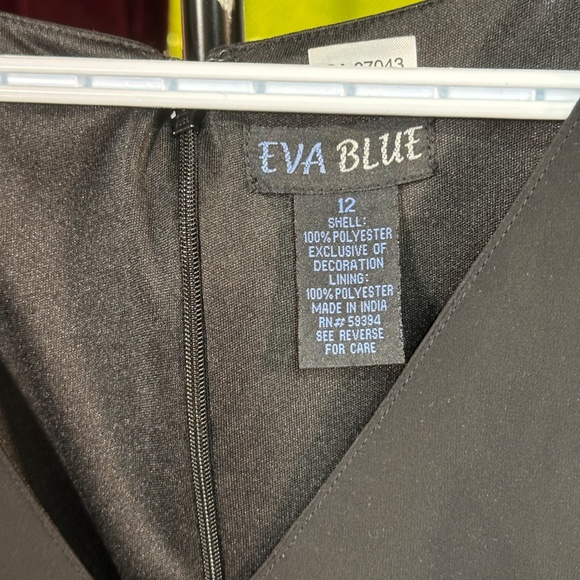 07043
EVA BLUE
12
SHELL:
100% POLYESTER
EXCLUSIVE OF
DECORATION
LINING:
100% POLYESTER
MADE IN INDIA
RN# 59394
SEE REVERSE
FOR CARE